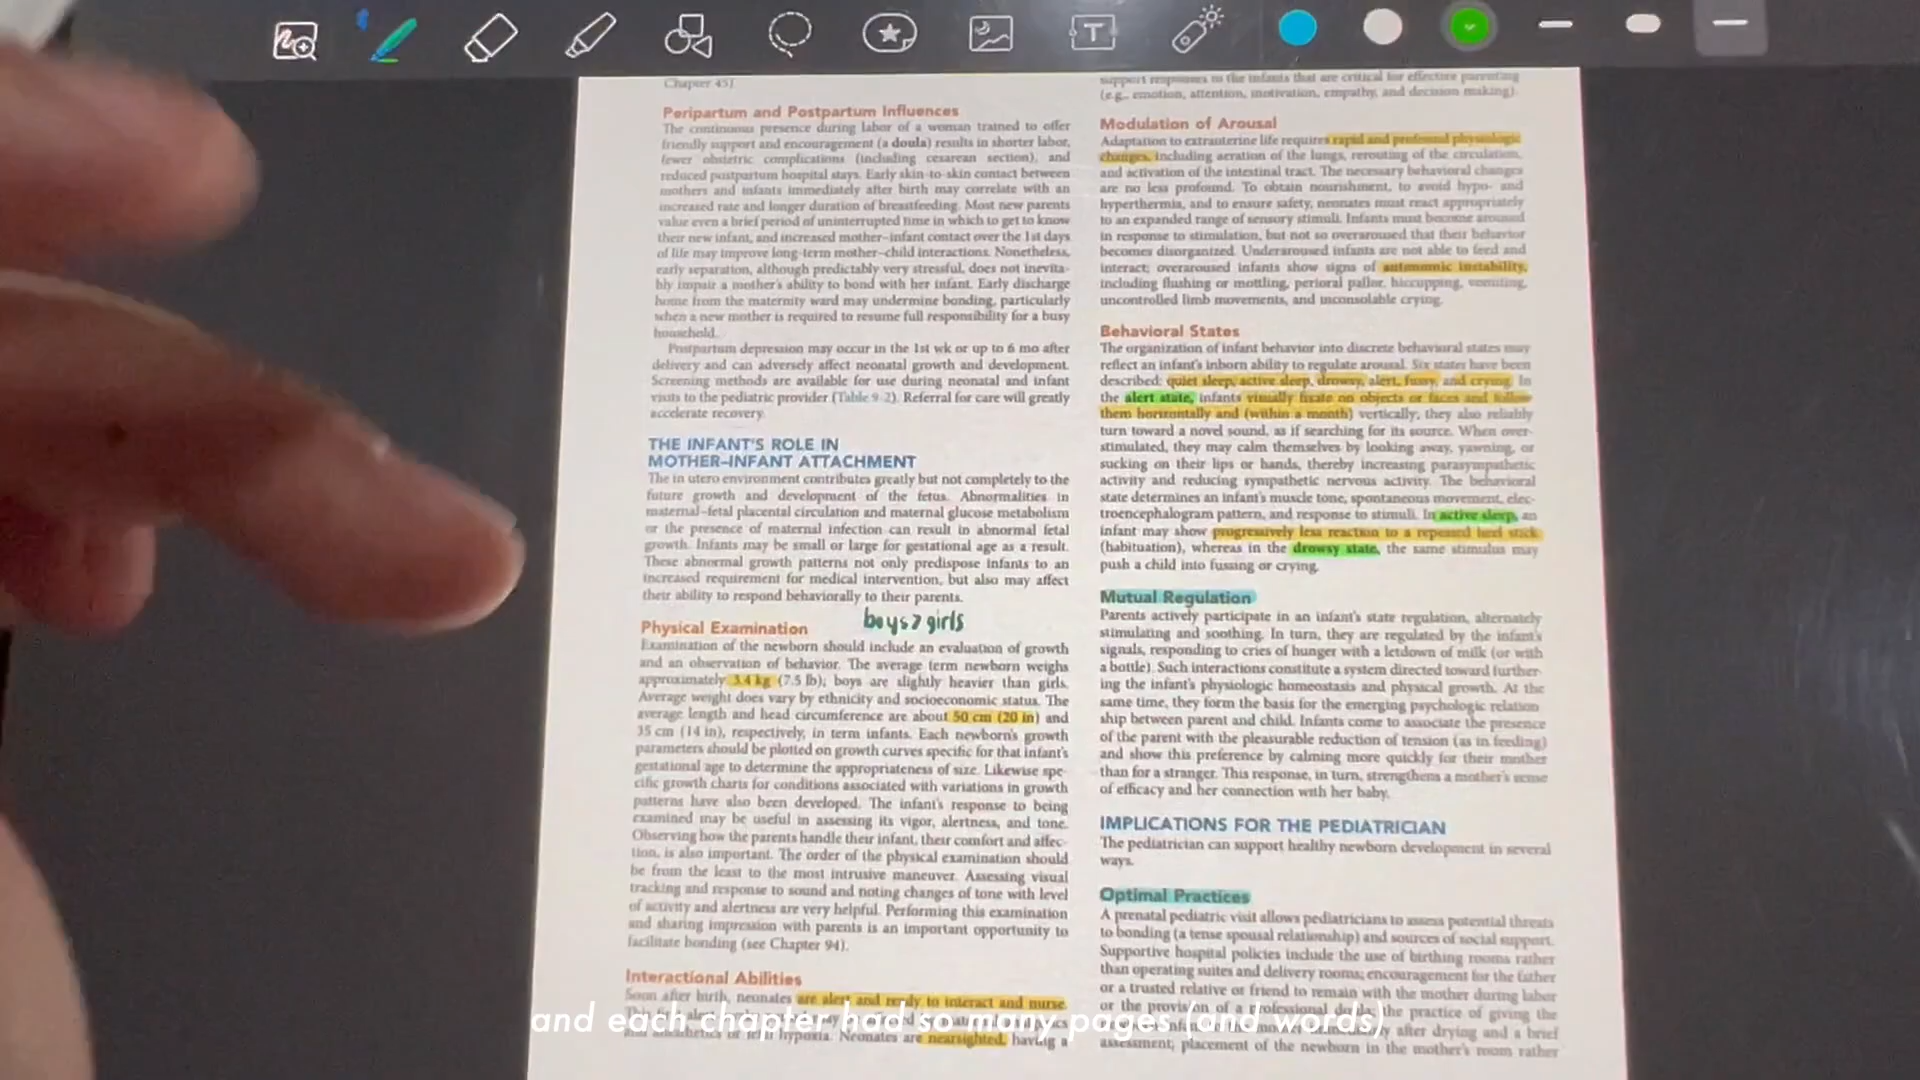 Chapter 45)
Peripartum and Postpartum Influences
The continuous presence during labor of a woman trained to offer
friendly support and encouragement (a doula) results in shorter labor,
fewer obstetric complications (including cesarean section), and
reduced postpartum hospital stays. Early skin-to-skin contact between
mothers and infants immediately after birth may correlate with an
increased rate and longer duration of breastfeeding. Most new parents
value even a brief period of uninterrupted time in which to get to know
their new infant, and increased mother–infant contact over the 1st days
of life may improve long-term mother–child interactions. Nonetheless,
early separation, although predictably very stressful, does not inevita-
bly impair a mother's ability to bond with her infant. Early discharge
home from the maternity ward may undermine bonding, particularly
when a new mother is required to resume full responsibility for a busy
household.
Postpartum depression may occur in the 1st wk or up to 6 mo after
delivery and can adversely affect neonatal growth and development.
Screening methods are available for use during neonatal and infant
visits to the pediatric provider (Table 9-2). Referral for care will greatly
accelerate recovery.
THE INFANT'S ROLE IN
MOTHER–INFANT ATTACHMENT
The in utero environment contributes greatly but not completely to the
future growth and development of the fetus. Abnormalities in
maternal–fetal placental circulation and maternal glucose metabolism
or the presence of maternal infection can result in abnormal fetal
growth. Infants may be small or large for gestational age as a result.
These abnormal growth patterns not only predispose infants to an
increased requirement for medical intervention, but also may affect
their ability to respond behaviorally to their parents.
boys > girls
Physical Examination
Examination of the newborn should include an evaluation of growth
and an observation of behavior. The average term newborn weighs
approximately 3.4 kg (7.5 lb); boys are slightly heavier than girls.
Average weight does vary by ethnicity and socioeconomic status. The
average length and head circumference are about 50 cm (20 in) and
35 cm (14 in), respectively, in term infants. Each newborn's growth
parameters should be plotted on growth curves specific for that infant's
gestational age to determine the appropriateness of size. Likewise spe-
cific growth charts for conditions associated with variations in growth
patterns have also been developed. The infant's response to being
examined may be useful in assessing its vigor, alertness, and tone.
Observing how the parents handle their infant, their comfort and affec-
tion, is also important. The order of the physical examination should
be from the least to the most intrusive maneuver. Assessing visual
tracking and response to sound and noting changes of tone with level
of activity and alertness are very helpful. Performing this examination
and sharing impression with parents is an important opportunity to
facilitate bonding (see Chapter 94).
Interactional Abilities
Soon after birth, neonates are alert and ready to interact and nurse.
hypoxia. Neonates are nearsighted, having a
support responses to the infants that are critical for effective parenting
(e.g., emotion, attention, motivation, empathy, and decision making).
Modulation of Arousal
Adaptation to extrauterine life requires rapid and profound physiologic
changes, including aeration of the lungs, rerouting of the circulation,
and activation of the intestinal tract. The necessary behavioral changes
are no less profound. To obtain nourishment, to avoid hypo- and
hyperthermia, and to ensure safety, neonates must react appropriately
to an expanded range of sensory stimuli. Infants must become aroused
in response to stimulation, but not so overaroused that their behavior
becomes disorganized. Underaroused infants are not able to feed and
interact; overaroused infants show signs of autonomic instability,
including flushing or mottling, perioral pallor, hiccupping, vomiting,
uncontrolled limb movements, and inconsolable crying.
Behavioral States
The organization of infant behavior into discrete behavioral states may
reflect an infant's inborn ability to regulate arousal. Six states have been
described: quiet sleep, active sleep, drowsy, alert, fussy, and crying. In
the alert state, infants visually fixate on objects or faces and follow
them horizontally and (within a month) vertically; they also reliably
turn toward a novel sound, as if searching for its source. When over-
stimulated, they may calm themselves by looking away, yawning, or
sucking on their lips or hands, thereby increasing parasympathetic
activity and reducing sympathetic nervous activity. The behavioral
state determines an infant's muscle tone, spontaneous movement, elec-
troencephalogram pattern, and response to stimuli. In active sleep, an
infant may show progressively less reaction to a repeated heel stick
(habituation), whereas in the drowsy state, the same stimulus may
push a child into fussing or crying.
Mutual Regulation
Parents actively participate in an infant's state regulation, alternately
stimulating and soothing. In turn, they are regulated by the infant's
signals, responding to cries of hunger with a letdown of milk (or with
a bottle). Such interactions constitute a system directed toward further-
ing the infant's physiologic homeostasis and physical growth. At the
same time, they form the basis for the emerging psychologic relation
ship between parent and child. Infants come to associate the presence
of the parent with the pleasurable reduction of tension (as in feeding)
and show this preference by calming more quickly for their mother
than for a stranger. This response, in turn, strengthens a mother's sense
of efficacy and her connection with her baby.
IMPLICATIONS FOR THE PEDIATRICIAN
The pediatrician can support healthy newborn development in several
ways.
Optimal Practices
A prenatal pediatric visit allows pediatricians to assess potential threats
to bonding (a tense spousal relationship) and sources of social support.
Supportive hospital policies include the use of birthing rooms rather
than operating suites and delivery rooms; encouragement for the father
or a trusted relative or friend to remain with the mother during labor
or the provision of a professional doula; the practice of giving the
after drying and a brief
assessment; placement of the newborn in the mother's room rather
and each chapter had so many pages (and words)